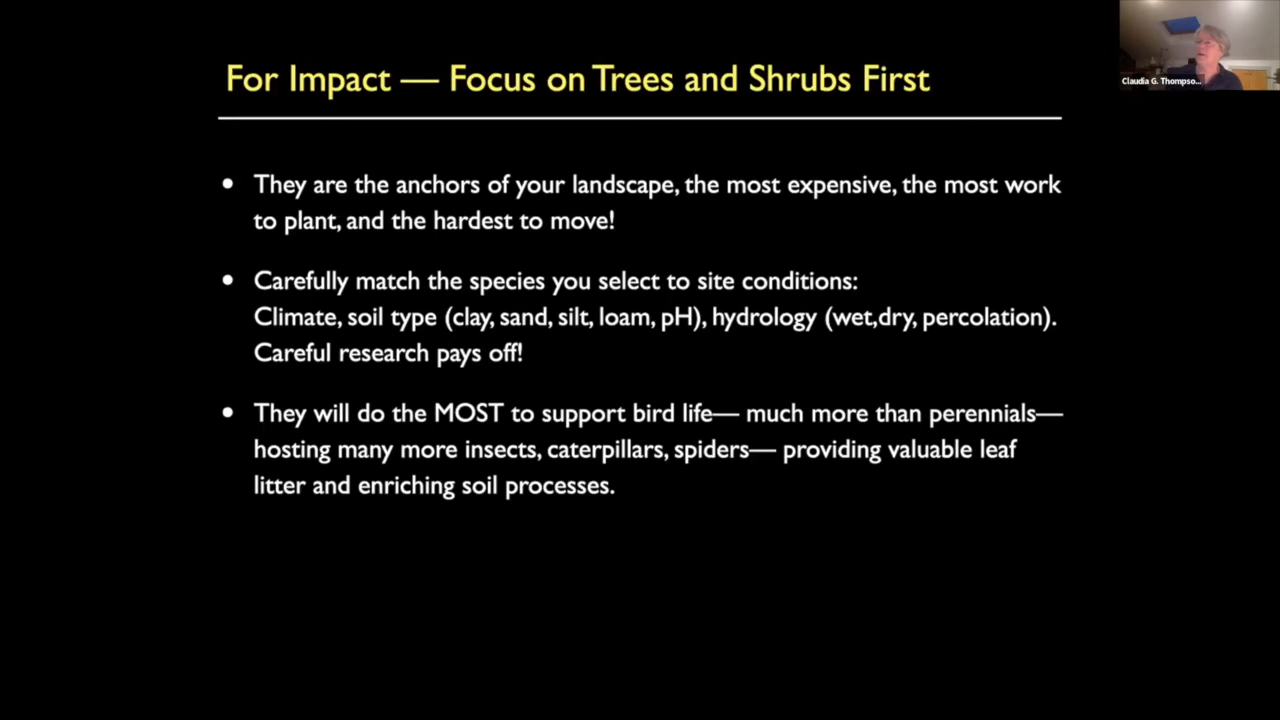 For Impact — Focus on Trees and Shrubs First
Claudia G. Thompso...
• They are the anchors of your landscape, the most expensive, the most work
to plant, and the hardest to move!
• Carefully match the species you select to site conditions:
Climate, soil type (clay, sand, silt, loam, pH), hydrology (wet,dry, percolation).
Careful research pays off!
• They will do the MOST to support bird life— much more than perennials—
hosting many more insects, caterpillars, spiders— providing valuable leaf
litter and enriching soil processes.